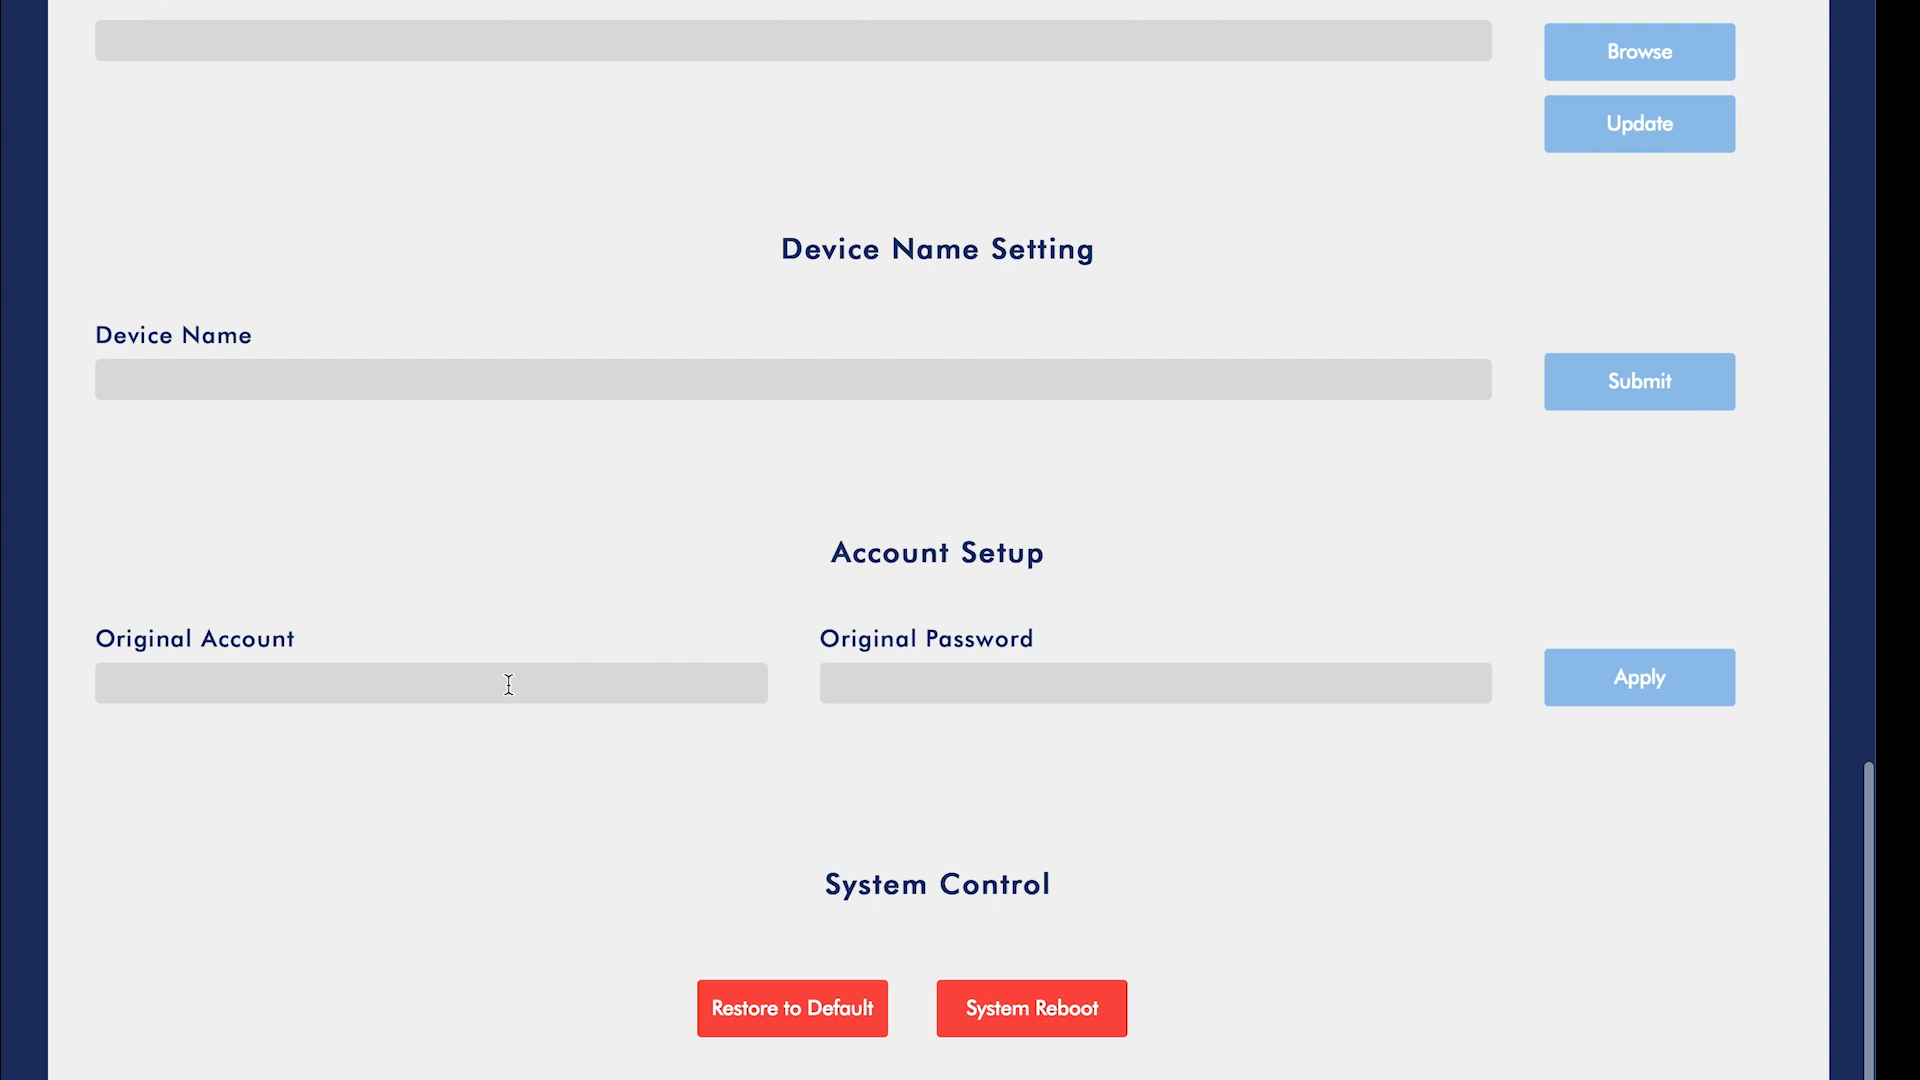 Browse
Update
Device Name Setting
Device Name
Submit
Account Setup
Original Account
Original Password
Apply
System Control
Restore to Default
System Reboot